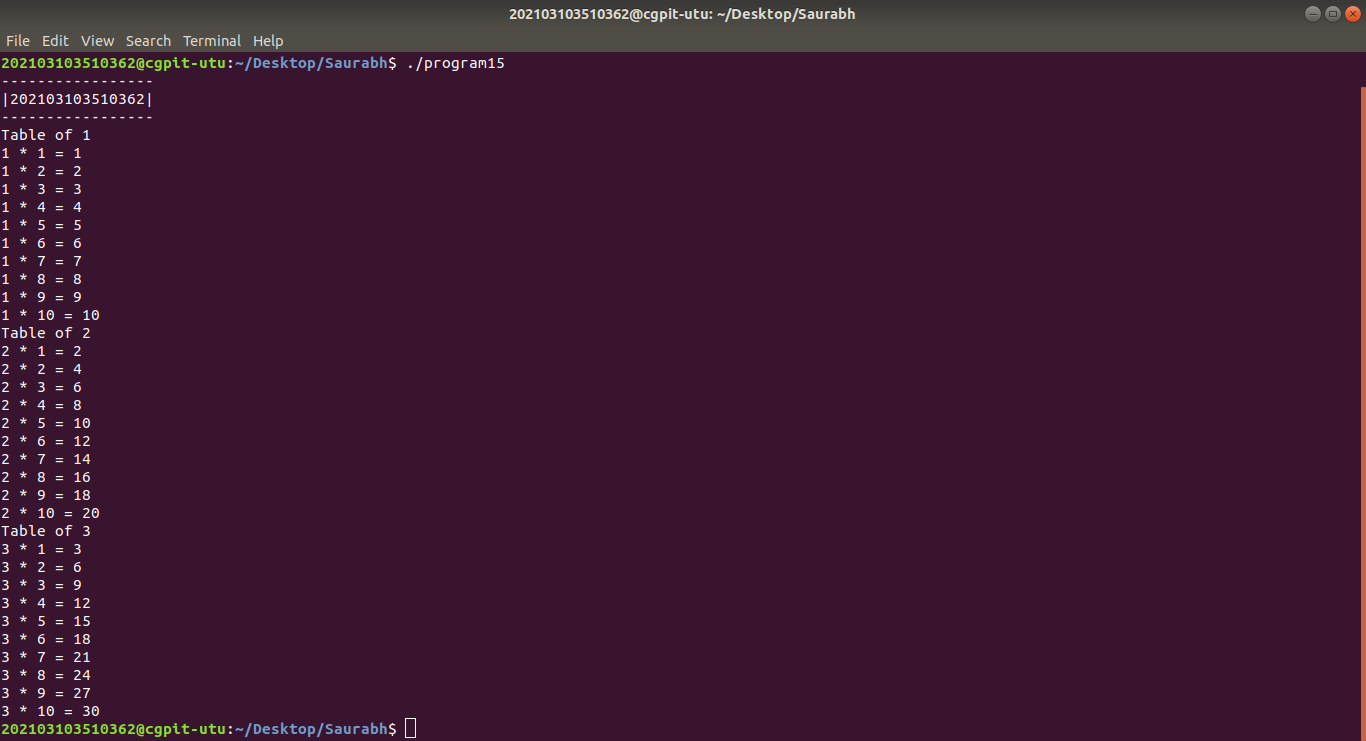 202103103510362@cgpit-utu: ~/Desktop/Saurabh
File Edit View Search Terminal Help
202103103510362@cgpit-utu:~/Desktop/Saurabh$ ./program15
-----------------
|202103103510362|
-----------------
Table of 1
1 * 1 = 1
1 * 2 = 2
1 * 3 = 3
1 * 4 = 4
1 * 5 = 5
1 * 6 = 6
1 * 7 = 7
1 * 8 = 8
1 * 9 = 9
1 * 10 = 10
Table of 2
2 * 1 = 2
2 * 2 = 4
2 * 3 = 6
2 * 4 = 8
2 * 5 = 10
2 * 6 = 12
2 * 7 = 14
2 * 8 = 16
2 * 9 = 18
2 * 10 = 20
Table of 3
3 * 1 = 3
3 * 2 = 6
3 * 3 = 9
3 * 4 = 12
3 * 5 = 15
3 * 6 = 18
3 * 7 = 21
3 * 8 = 24
3 * 9 = 27
3 * 10 = 30
202103103510362@cgpit-utu:~/Desktop/Saurabh$